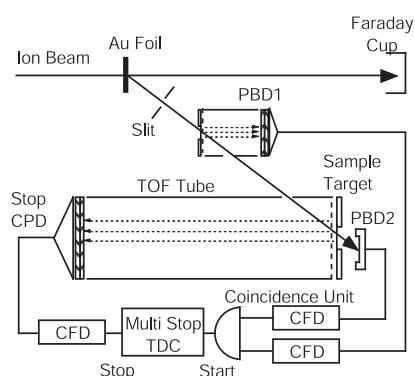 Au Foil
Faraday
Cup
Ion Beam
PBD1
Slit
Sample
Target
Stop
CPD
TOF Tube
PBD2
Coincidence Unit
CFD
Multi Stop
TDC
CFD
CFD
Stop
Start